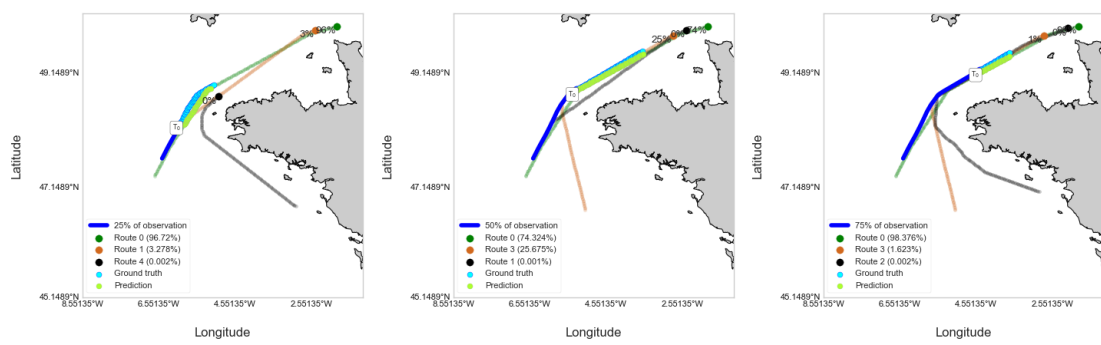 3%
96%
49.1489°N
0%
T₀
Latitude
47.1489°N
25% of observation
Route 0 (96.72%)
Route 1 (3.278%)
Route 4 (0.002%)
Ground truth
Prediction
45.1489°N
8.55135°W
6.55135°W
4.55135°W
2.55135°W
Longitude
25%
0%
74%
49.1489°N
T₀
Latitude
47.1489°N
50% of observation
Route 0 (74.324%)
Route 3 (25.675%)
Route 1 (0.001%)
Ground truth
Prediction
45.1489°N
8.55135°W
6.55135°W
4.55135°W
2.55135°W
Longitude
1%
49.1489°N
T₀
Latitude
47.1489°N
75% of observation
Route 0 (98.376%)
Route 3 (1.623%)
Route 2 (0.002%)
Ground truth
Prediction
45.1489°N
8.55135°W
6.55135°W
4.55135°W
2.55135°W
Longitude